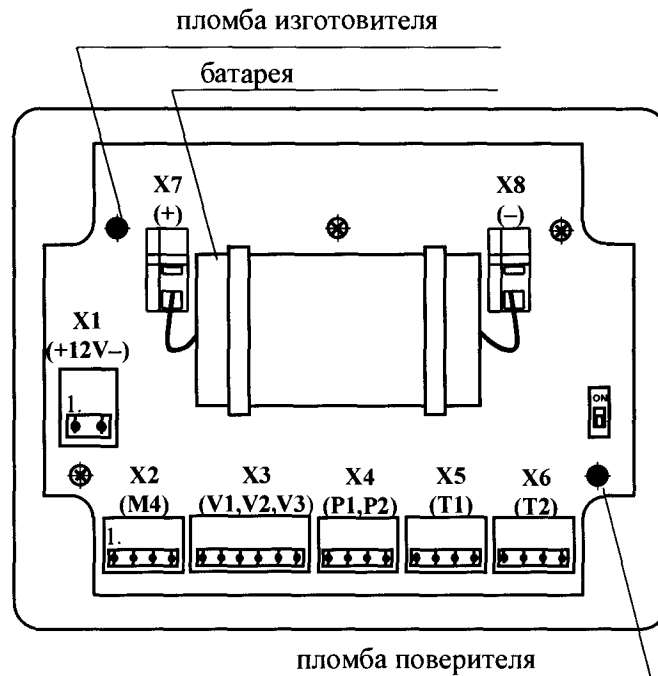 пломба изготовителя
батарея
X7
(+)
X8
(–)
X1
(+12V–)
1.
ON
X2
(M4)
X3
(V1,V2,V3)
X4
(P1,P2)
X5
(T1)
X6
(T2)
1.
пломба поверителя